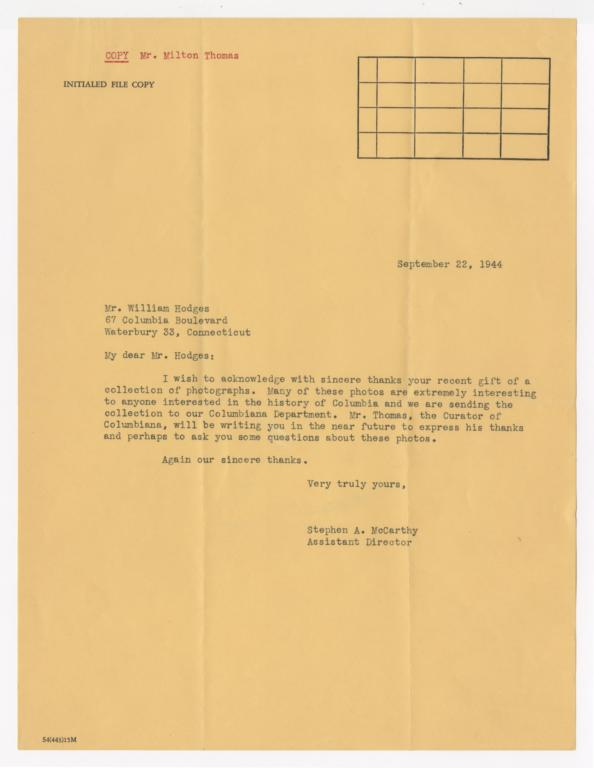 COPY Mr. Milton Thomas
INITIALED FILE COPY
September 22, 1944
Mr. William Hodges
67 Columbia Boulevard
Waterbury 33, Connecticut
My dear Mr. Hodges:
I wish to acknowledge with sincere thanks your recent gift of a
collection of photographs. Many of these photos are extremely interesting
to anyone interested in the history of Columbia and we are sending the
collection to our Columbiana Department. Mr. Thomas, the Curator of
Columbiana, will be writing you in the near future to express his thanks
and perhaps to ask you some questions about these photos.
Again our sincere thanks.
Very truly yours,
Stephen A. McCarthy
Assistant Director
54(443)15M